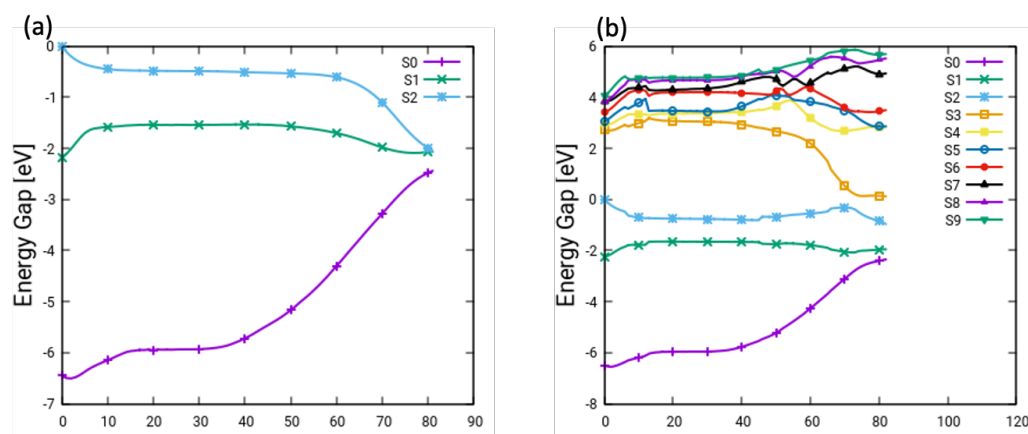 (a)
Energy Gap [eV]
0
-1
-2
-3
-4
-5
-6
-7
S0
S1
S2
0 10 20 30 40 50 60 70 80 90
(b)
Energy Gap [eV]
6
4
2
0
-2
-4
-6
-8
S0
S1
S2
S3
S4
S5
S6
S7
S8
S9
0 20 40 60 80 100 120